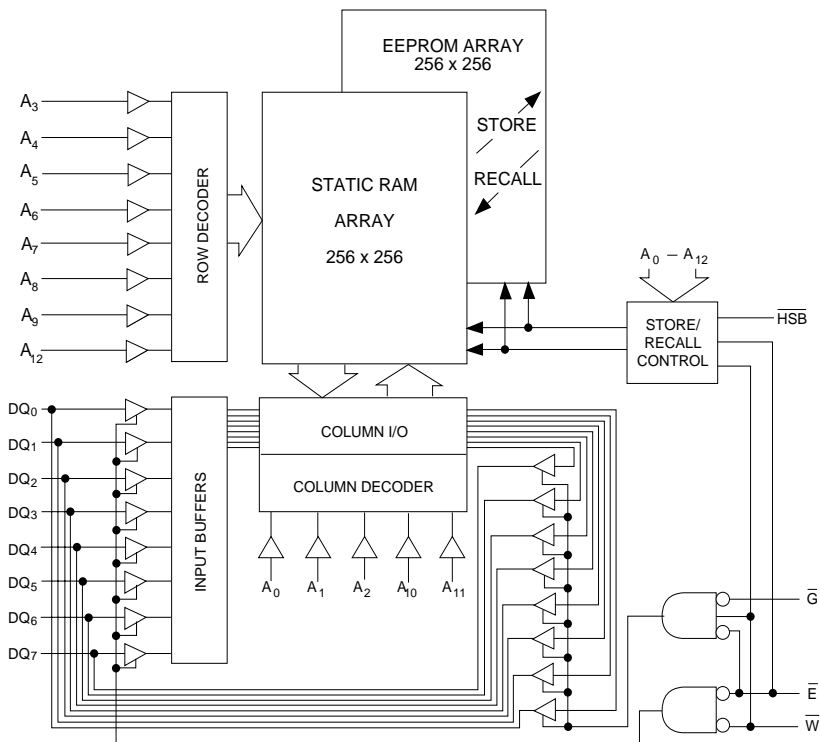 EEPROM ARRAY
256 x 256
STORE
RECALL
STATIC RAM
ARRAY
256 x 256
A3
A4
A5
A6
A7
A8
A9
A12
ROW DECODER
A0 – A12
STORE/
RECALL
CONTROL
HSB
DQ0
DQ1
DQ2
DQ3
DQ4
DQ5
DQ6
DQ7
INPUT BUFFERS
COLUMN I/O
COLUMN DECODER
A0 A1 A2 A10 A11
G
E
W